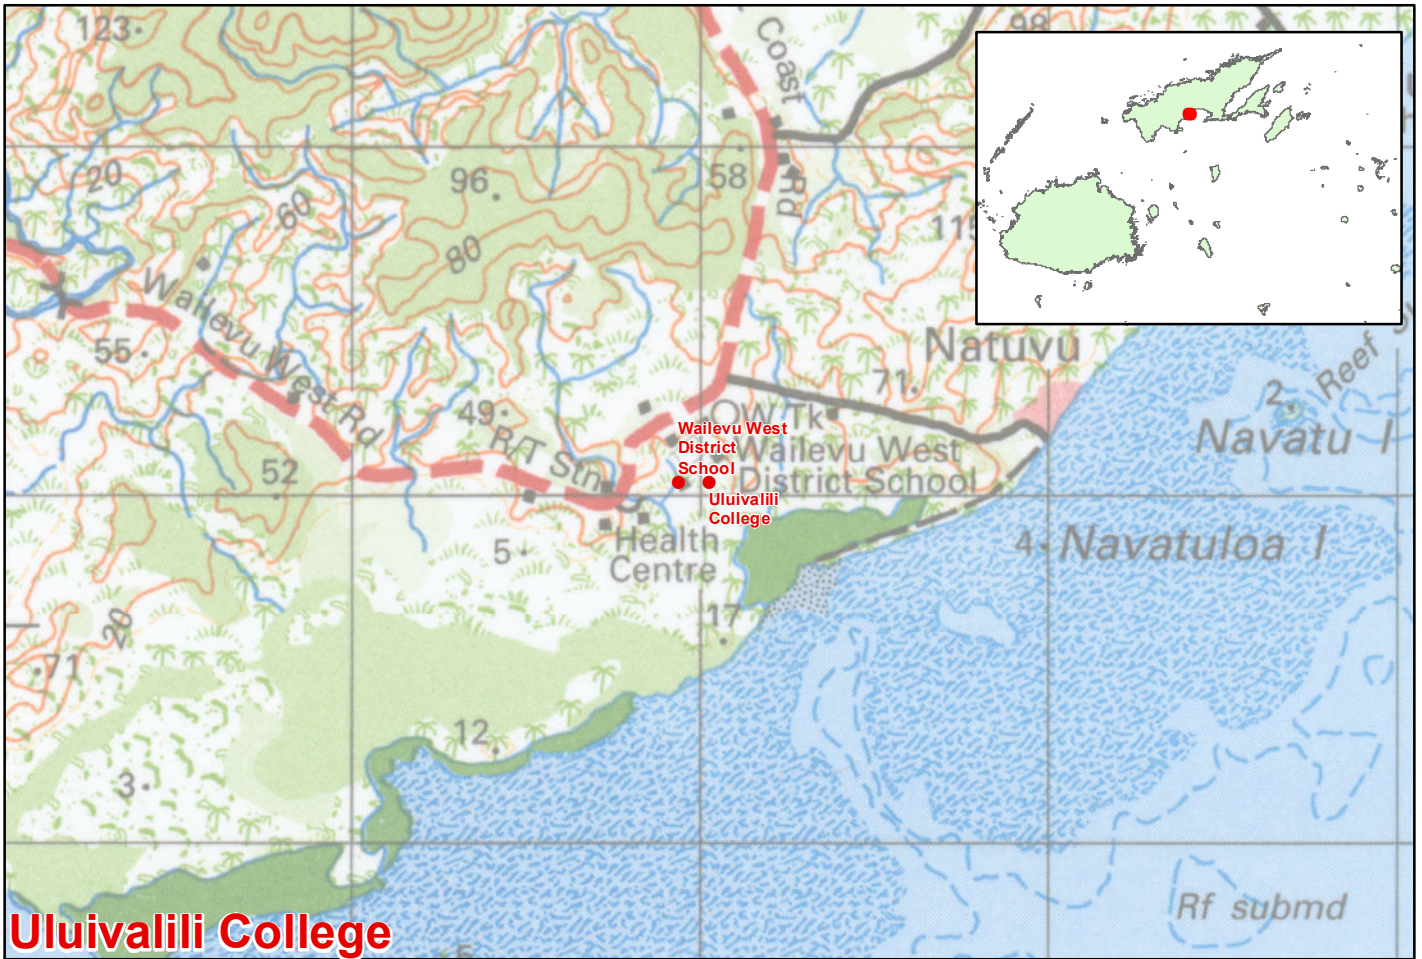 123
Coast
98
20
60
96
58
Rd
80
Wailevu West Rd
55
Natuvu
71
2
Reef
49
OW Tk
Wailevu West
District
School
Wailevu West
District School
Navatu I
R/T Stn
52
Uluivalili
College
5
Health
Centre
4
Navatuloa I
17
20
71
12
3
Rf submd
Uluivalili College